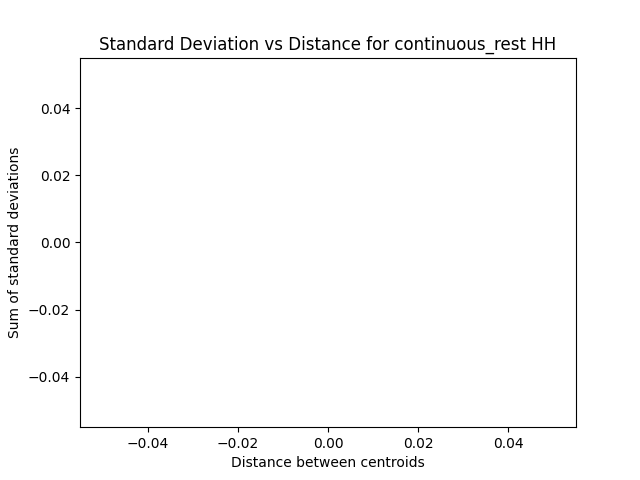 Standard Deviation vs Distance for continuous_rest HH
0.04
0.02
0.00
−0.02
−0.04
Sum of standard deviations
−0.04 −0.02 0.00 0.02 0.04
Distance between centroids